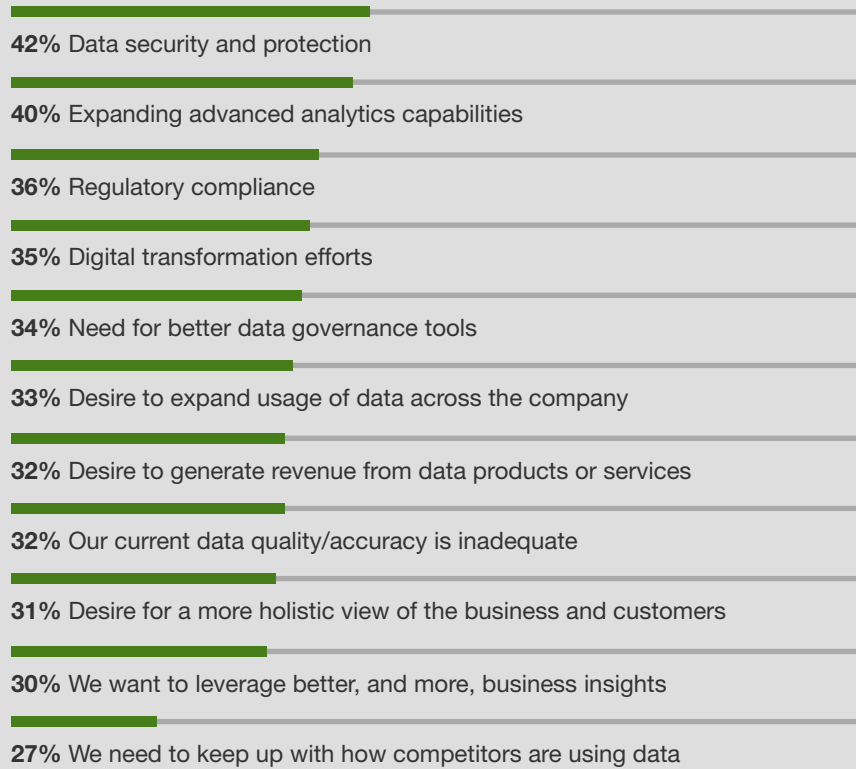 42% Data security and protection
40% Expanding advanced analytics capabilities
36% Regulatory compliance
35% Digital transformation efforts
34% Need for better data governance tools
33% Desire to expand usage of data across the company
32% Desire to generate revenue from data products or services
32% Our current data quality/accuracy is inadequate
31% Desire for a more holistic view of the business and customers
30% We want to leverage better, and more, business insights
27% We need to keep up with how competitors are using data